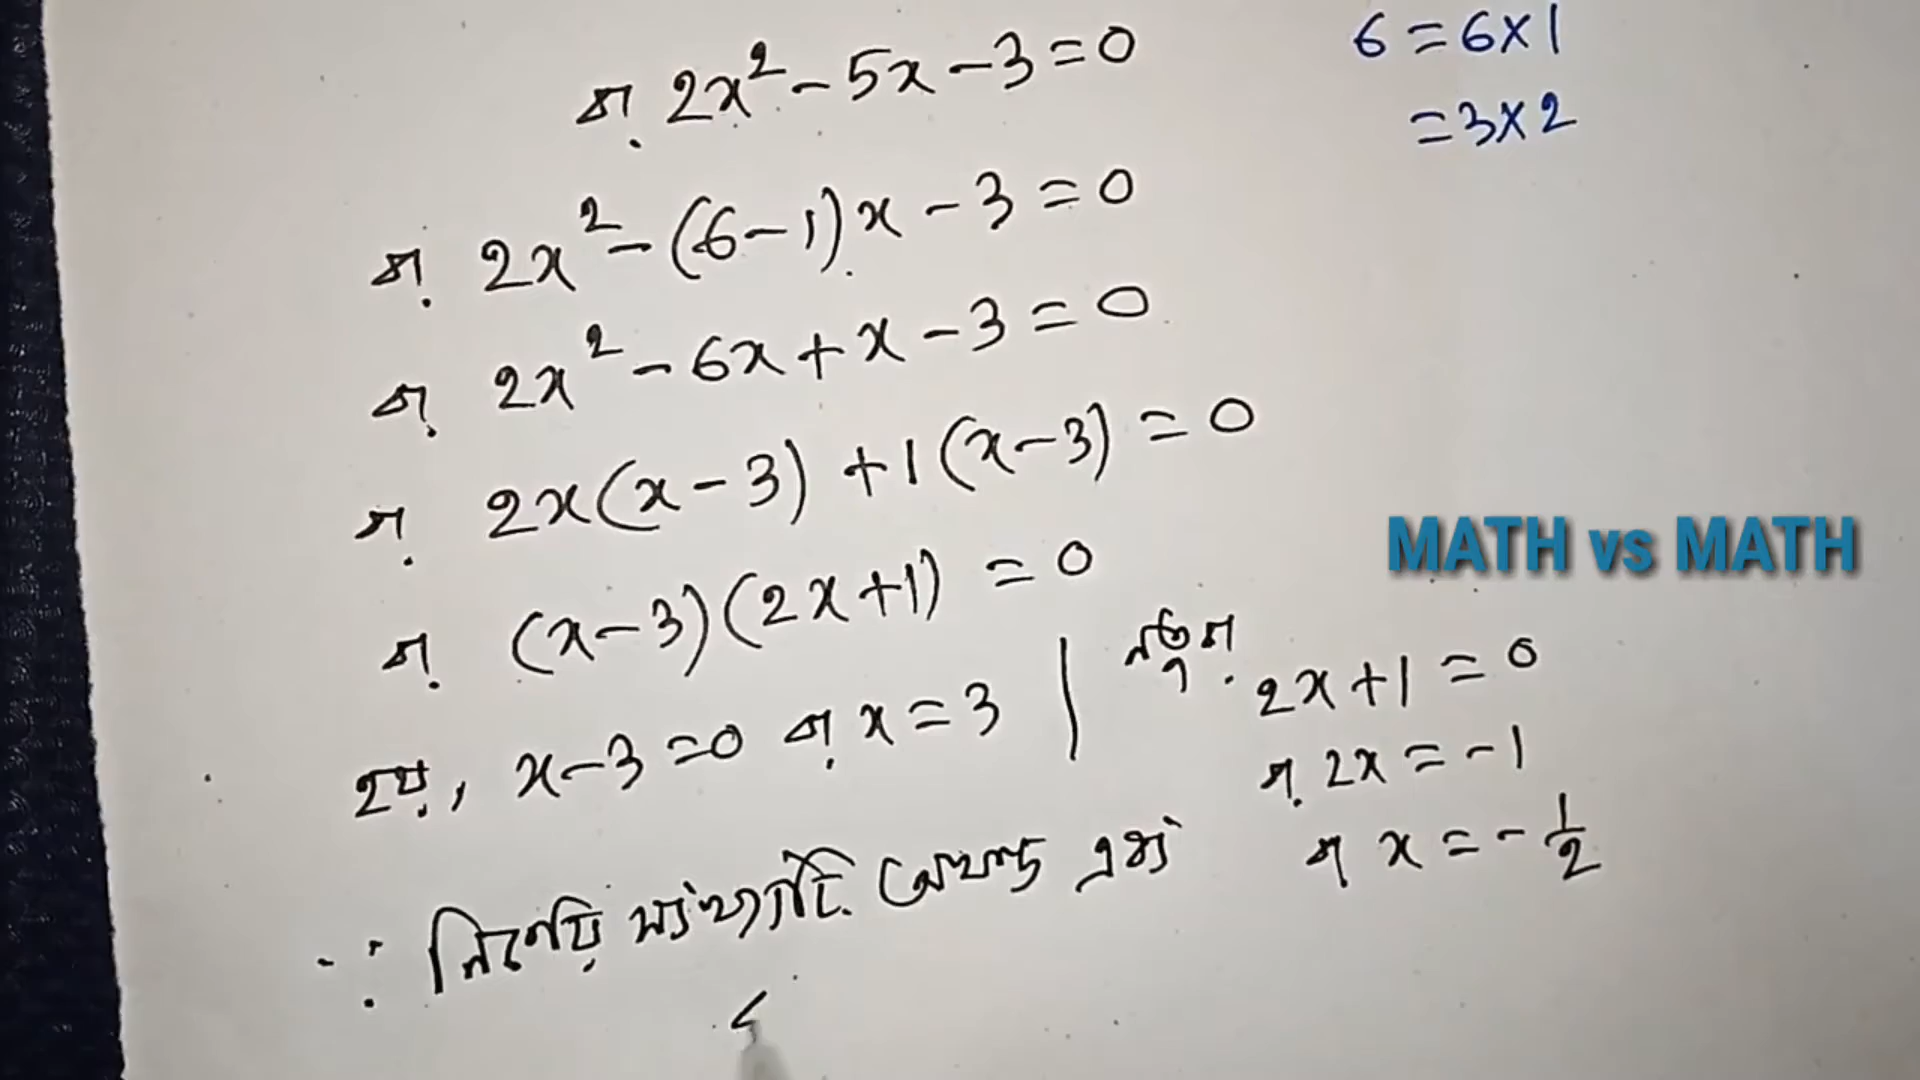 বা, 2x² - 5x - 3 = 0
6 = 6 x 1
= 3 x 2
বা, 2x² - (6 - 1)x - 3 = 0
বা, 2x² - 6x + x - 3 = 0
বা, 2x(x - 3) + 1(x - 3) = 0
বা, (x - 3)(2x + 1) = 0
হয়, x - 3 = 0 বা, x = 3 | নতুবা, 2x + 1 = 0
বা, 2x = -1
বা x = - 1/2
∵ নির্ণেয় সংখ্যাটি অখণ্ড এবং
MATH vs MATH